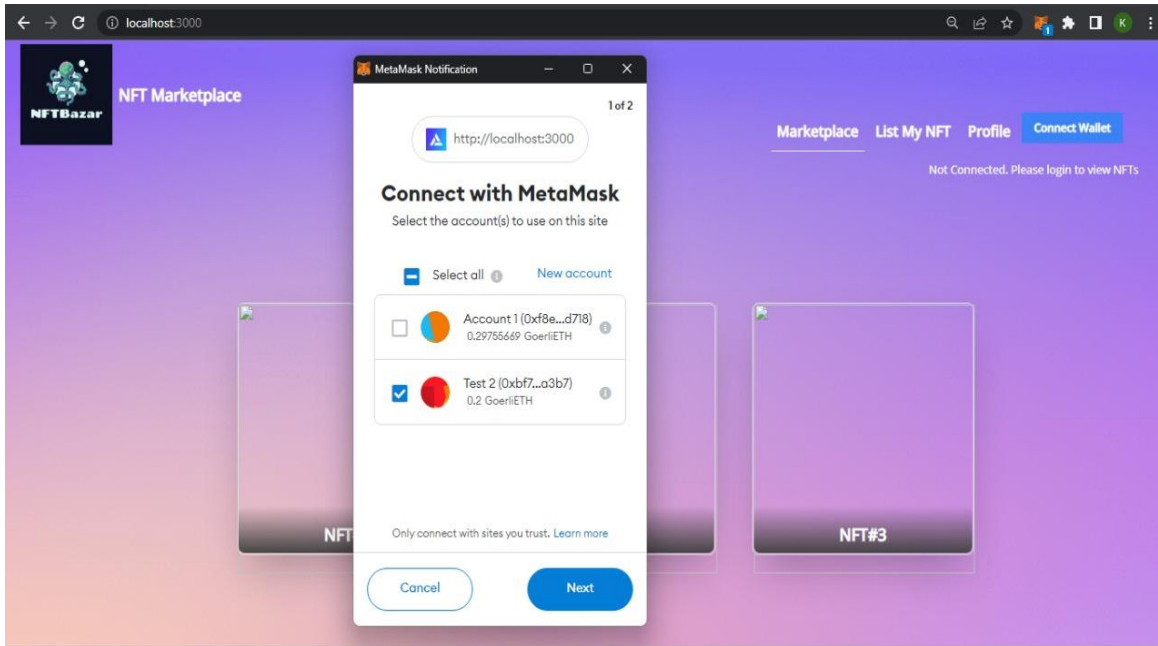 localhost:3000
K
1
NFTBazar
NFT Marketplace
Marketplace List My NFT Profile Connect Wallet
Not Connected. Please login to view NFTs
MetaMask Notification
1 of 2
http://localhost:3000
Connect with MetaMask
Select the account(s) to use on this site
Select all New account
Account 1 (0xf8e...d718)
0.29755669 GoerliETH
Test 2 (0xbf7...a3b7)
0.2 GoerliETH
Only connect with sites you trust. Learn more
Cancel Next
NFT
NFT#3